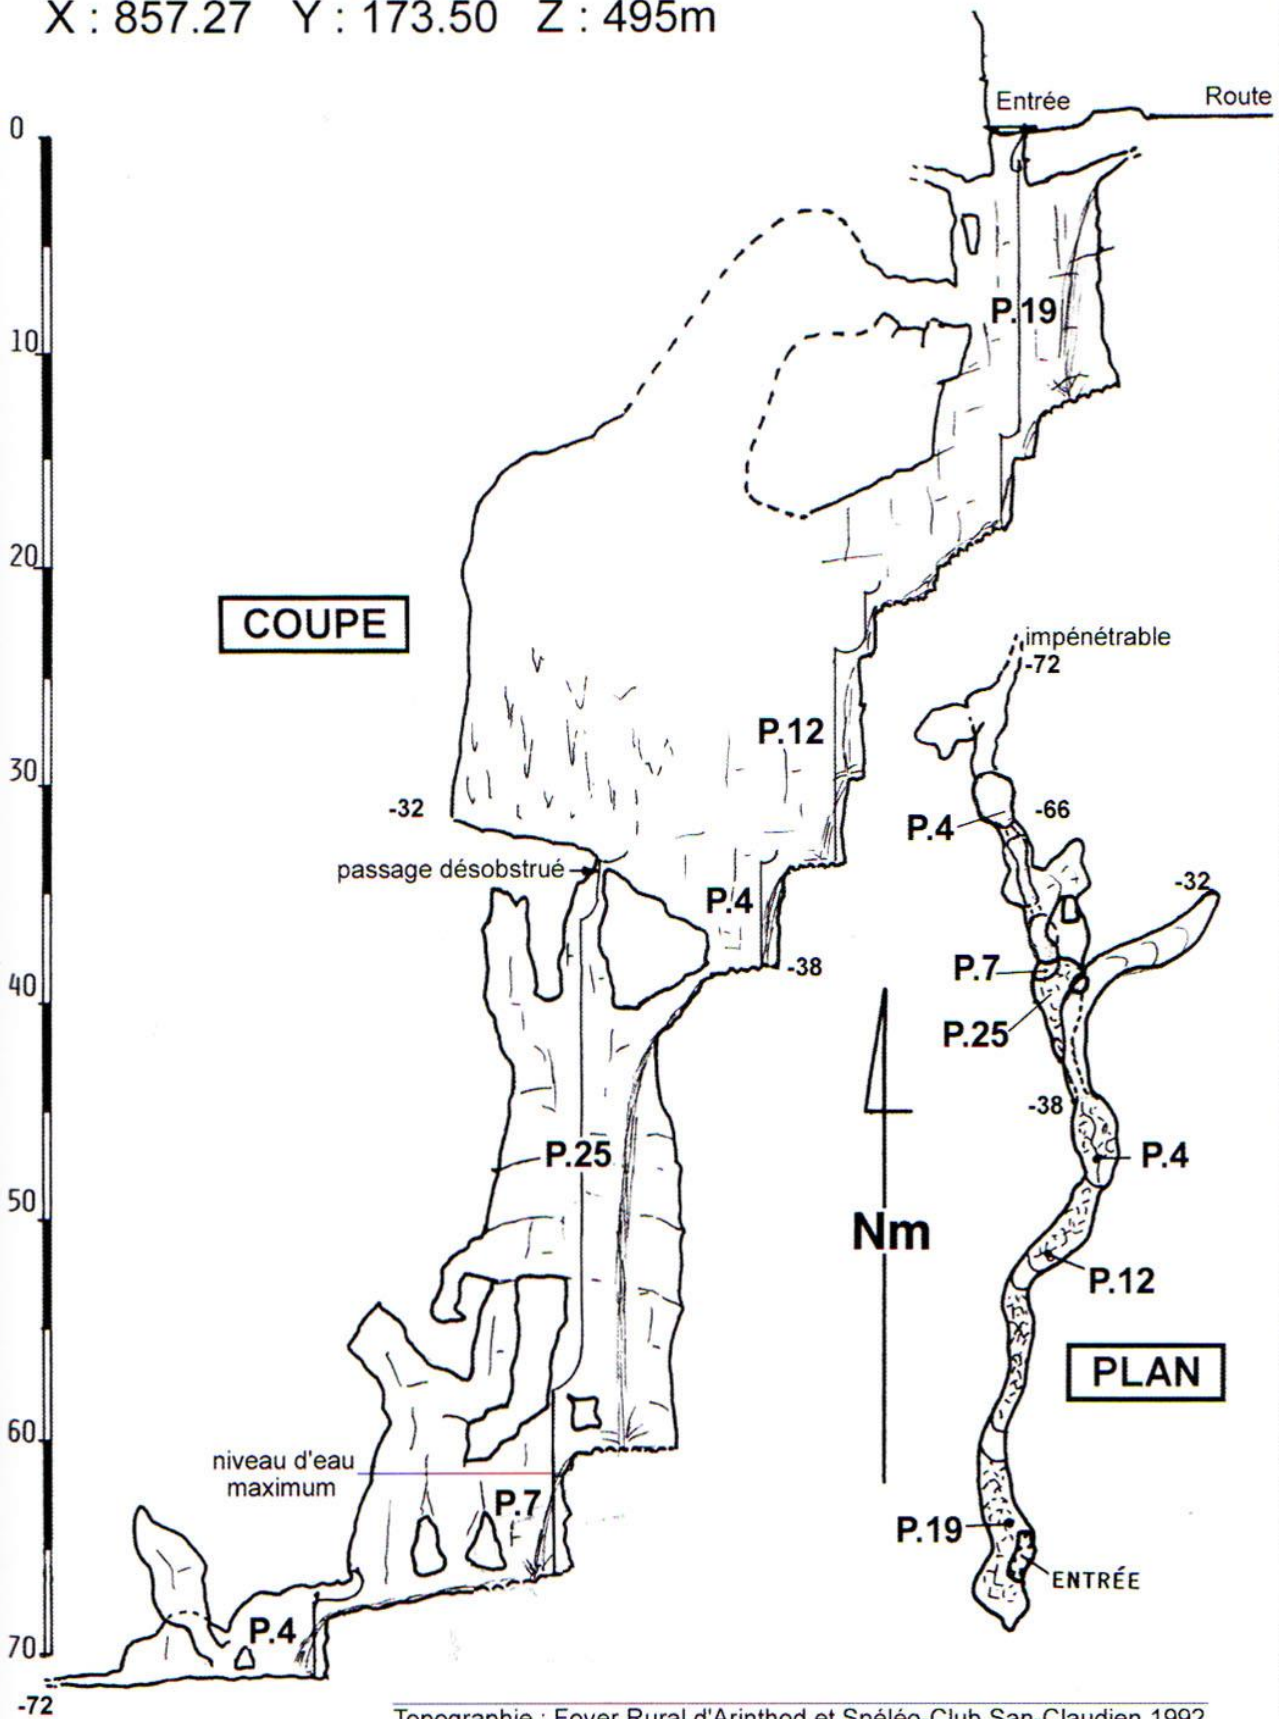 X : 857.27 Y : 173.50 Z : 495m
Entrée
Route
0
P.19
10
20
COUPE
impénétrable
-72
P.12
30
-32
P.4
-66
passage désobstrué
P.4
-32
-38
P.7
40
P.25
-38
P.25
P.4
50
Nm
P.12
PLAN
60
niveau d'eau
maximum
P.7
P.19
ENTRÉE
P.4
70
-72
Topographie : Foyer Rural d'Arinthod et Spéléo-Club San-Claudien 1992